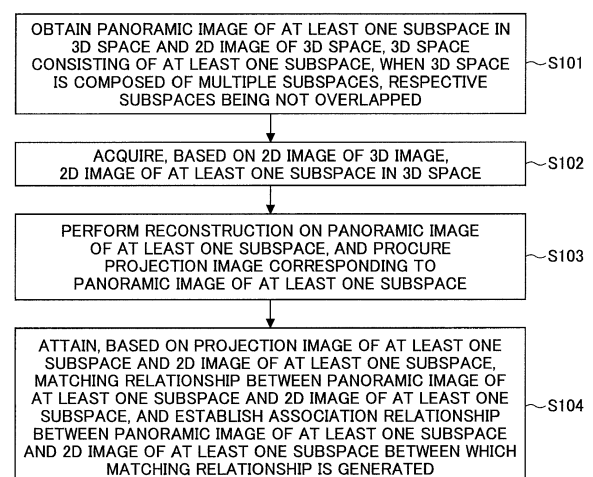 OBTAIN PANORAMIC IMAGE OF AT LEAST ONE SUBSPACE IN
3D SPACE AND 2D IMAGE OF 3D SPACE, 3D SPACE
CONSISTING OF AT LEAST ONE SUBSPACE, WHEN 3D SPACE
IS COMPOSED OF MULTIPLE SUBSPACES, RESPECTIVE
SUBSPACES BEING NOT OVERLAPPED
S101
ACQUIRE, BASED ON 2D IMAGE OF 3D IMAGE,
2D IMAGE OF AT LEAST ONE SUBSPACE IN 3D SPACE
S102
PERFORM RECONSTRUCTION ON PANORAMIC IMAGE
OF AT LEAST ONE SUBSPACE, AND PROCURE
PROJECTION IMAGE CORRESPONDING TO
PANORAMIC IMAGE OF AT LEAST ONE SUBSPACE
S103
ATTAIN, BASED ON PROJECTION IMAGE OF AT LEAST ONE
SUBSPACE AND 2D IMAGE OF AT LEAST ONE SUBSPACE,
MATCHING RELATIONSHIP BETWEEN PANORAMIC IMAGE OF
AT LEAST ONE SUBSPACE AND 2D IMAGE OF AT LEAST ONE
SUBSPACE, AND ESTABLISH ASSOCIATION RELATIONSHIP
BETWEEN PANORAMIC IMAGE OF AT LEAST ONE SUBSPACE
AND 2D IMAGE OF AT LEAST ONE SUBSPACE BETWEEN WHICH
MATCHING RELATIONSHIP IS GENERATED
S104